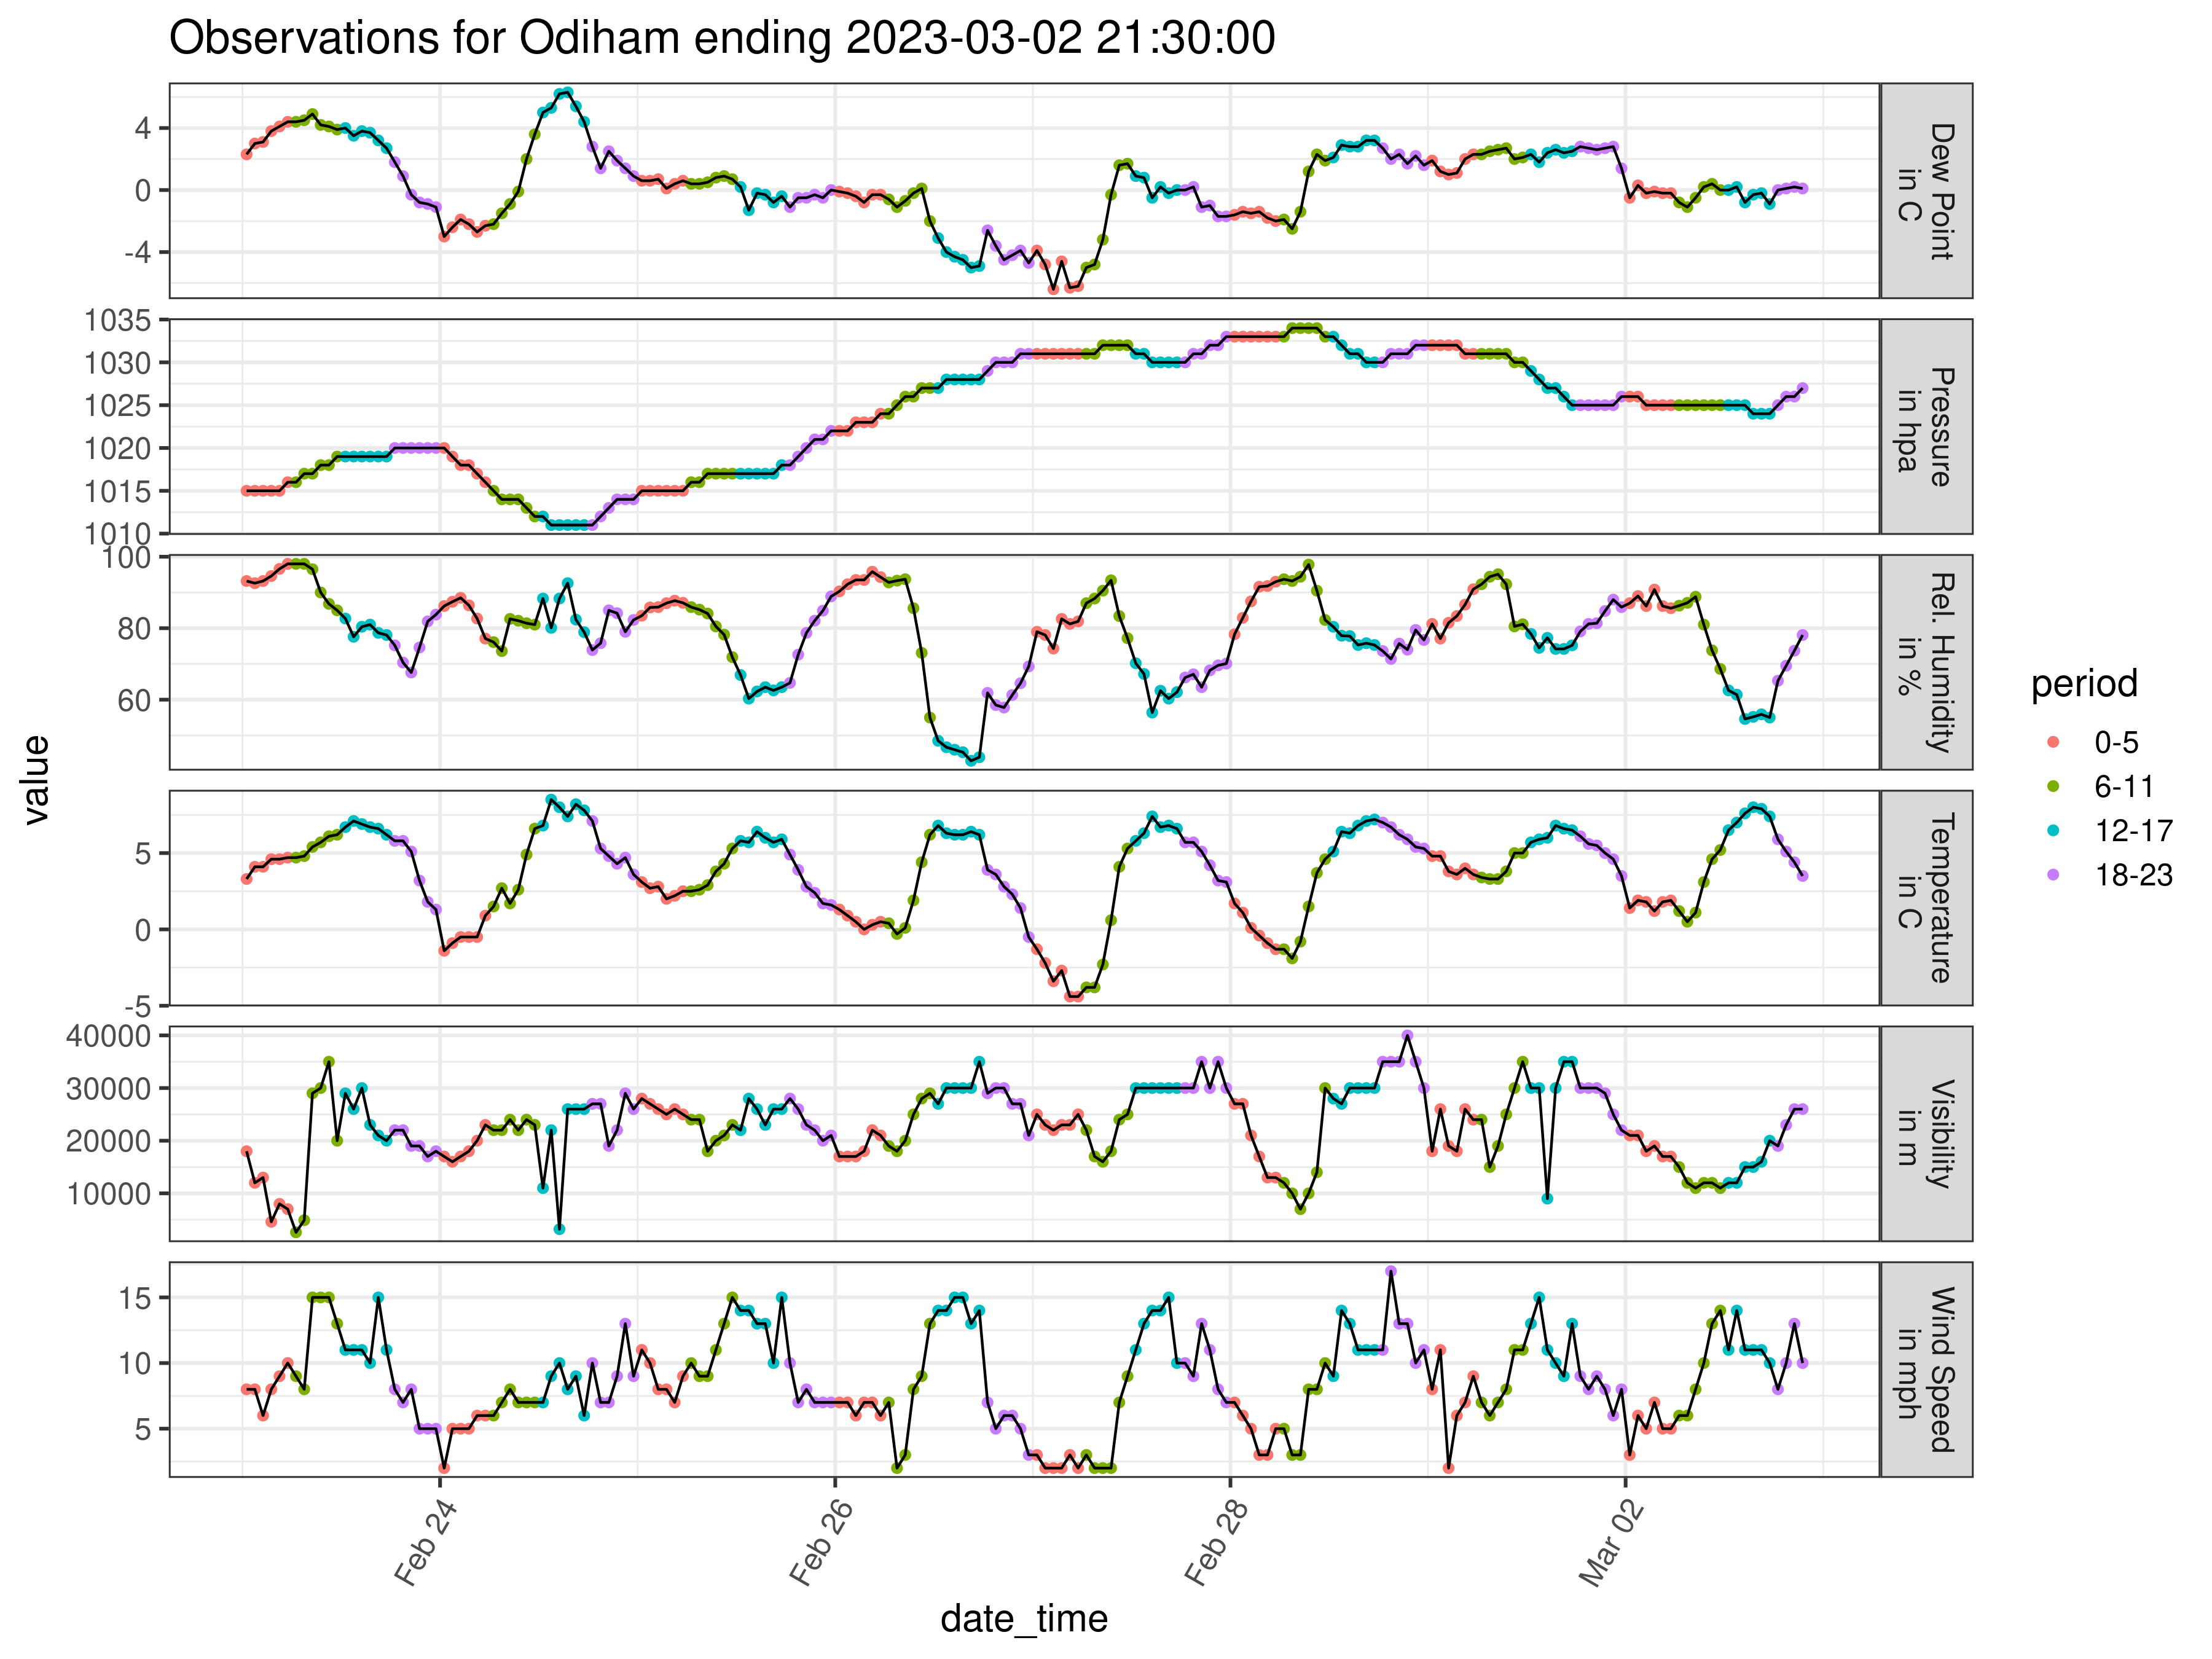 Observations for Odiham ending 2023-03-02 21:30:00
value
4
0
-4
Dew Point
in C
1035
1030
1025
1020
1015
1010
Pressure
in hpa
100
80
60
Rel. Humidity
in %
5
0
-5
Temperature
in C
40000
30000
20000
10000
Visibility
in m
15
10
5
Wind Speed
in mph
Feb 24
Feb 26
Feb 28
Mar 02
date_time
period
0-5
6-11
12-17
18-23